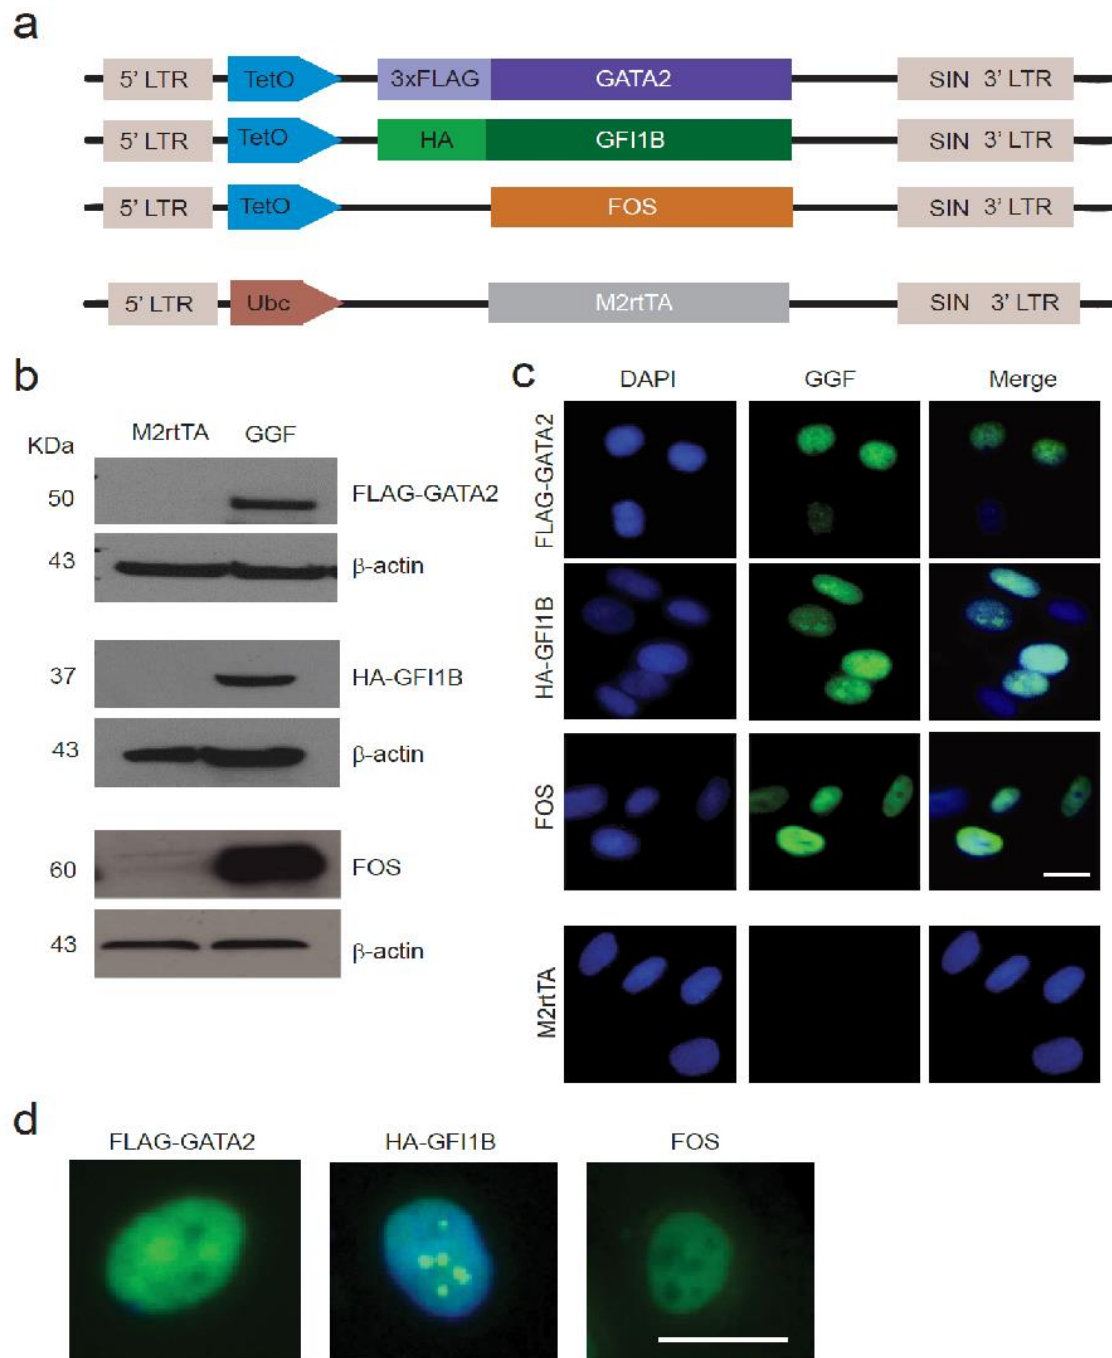 a
5' LTR TetO 3xFLAG GATA2 SIN 3' LTR
5' LTR TetO HA GFI1B SIN 3' LTR
5' LTR TetO FOS SIN 3' LTR
5' LTR Ubc M2rtTA SIN 3' LTR
b
KDa M2rtTA GGF
50 FLAG-GATA2
43 β-actin
37 HA-GFI1B
43 β-actin
60 FOS
43 β-actin
c
DAPI GGF Merge
FLAG-GATA2
HA-GFI1B
FOS
M2rtTA
d
FLAG-GATA2 HA-GFI1B FOS